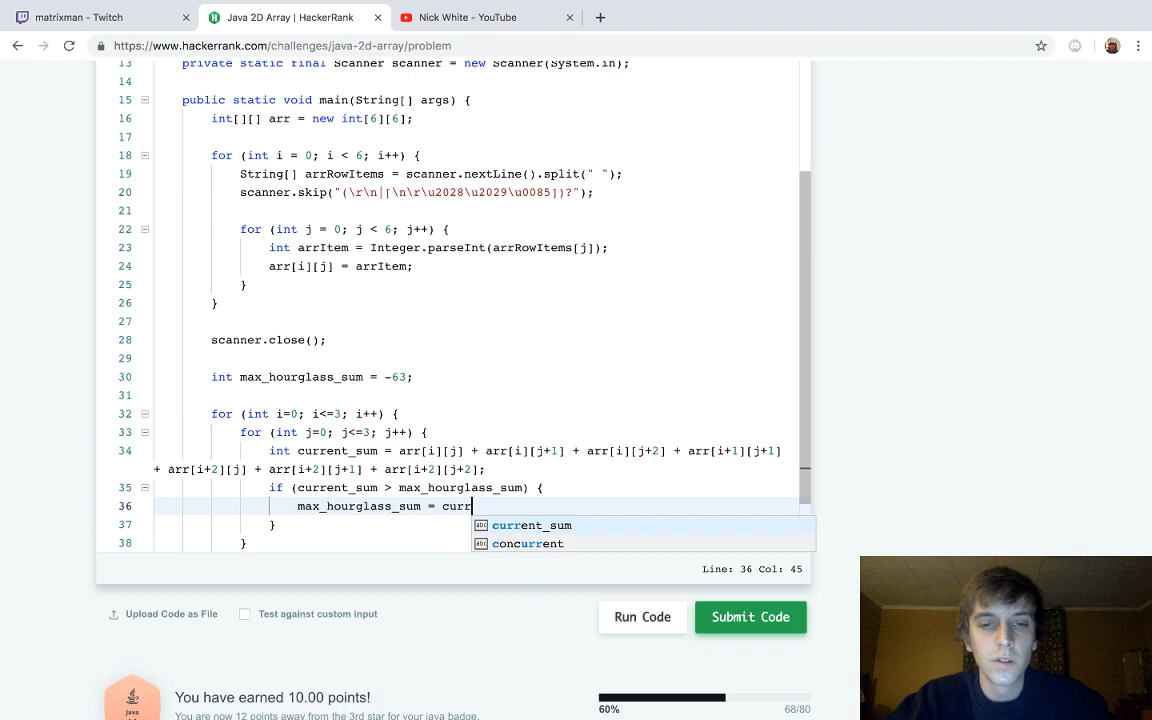 matrixman - Twitch
Java 2D Array | HackerRank
Nick White - YouTube
https://www.hackerrank.com/challenges/java-2d-array/problem
13 private static final Scanner scanner = new Scanner(System.in);
14
15 public static void main(String[] args) {
16 int[][] arr = new int[6][6];
17
18 for (int i = 0; i < 6; i++) {
19 String[] arrRowItems = scanner.nextLine().split(" ");
20 scanner.skip("(\r\n|[\n\r\u2028\u2029\u0085])?");
21
22 for (int j = 0; j < 6; j++) {
23 int arrItem = Integer.parseInt(arrRowItems[j]);
24 arr[i][j] = arrItem;
25 }
26 }
27
28 scanner.close();
29
30 int max_hourglass_sum = -63;
31
32 for (int i=0; i<=3; i++) {
33 for (int j=0; j<=3; j++) {
34 int current_sum = arr[i][j] + arr[i][j+1] + arr[i][j+2] + arr[i+1][j+1]
+ arr[i+2][j] + arr[i+2][j+1] + arr[i+2][j+2];
35 if (current_sum > max_hourglass_sum) {
36 max_hourglass_sum = curr
37 }
abc current_sum
38 }
abc concurrent
Line: 36 Col: 45
Upload Code as File
Test against custom input
Run Code
Submit Code
java
You have earned 10.00 points!
You are now 12 points away from the 3rd star for your java badge.
60%
68/80